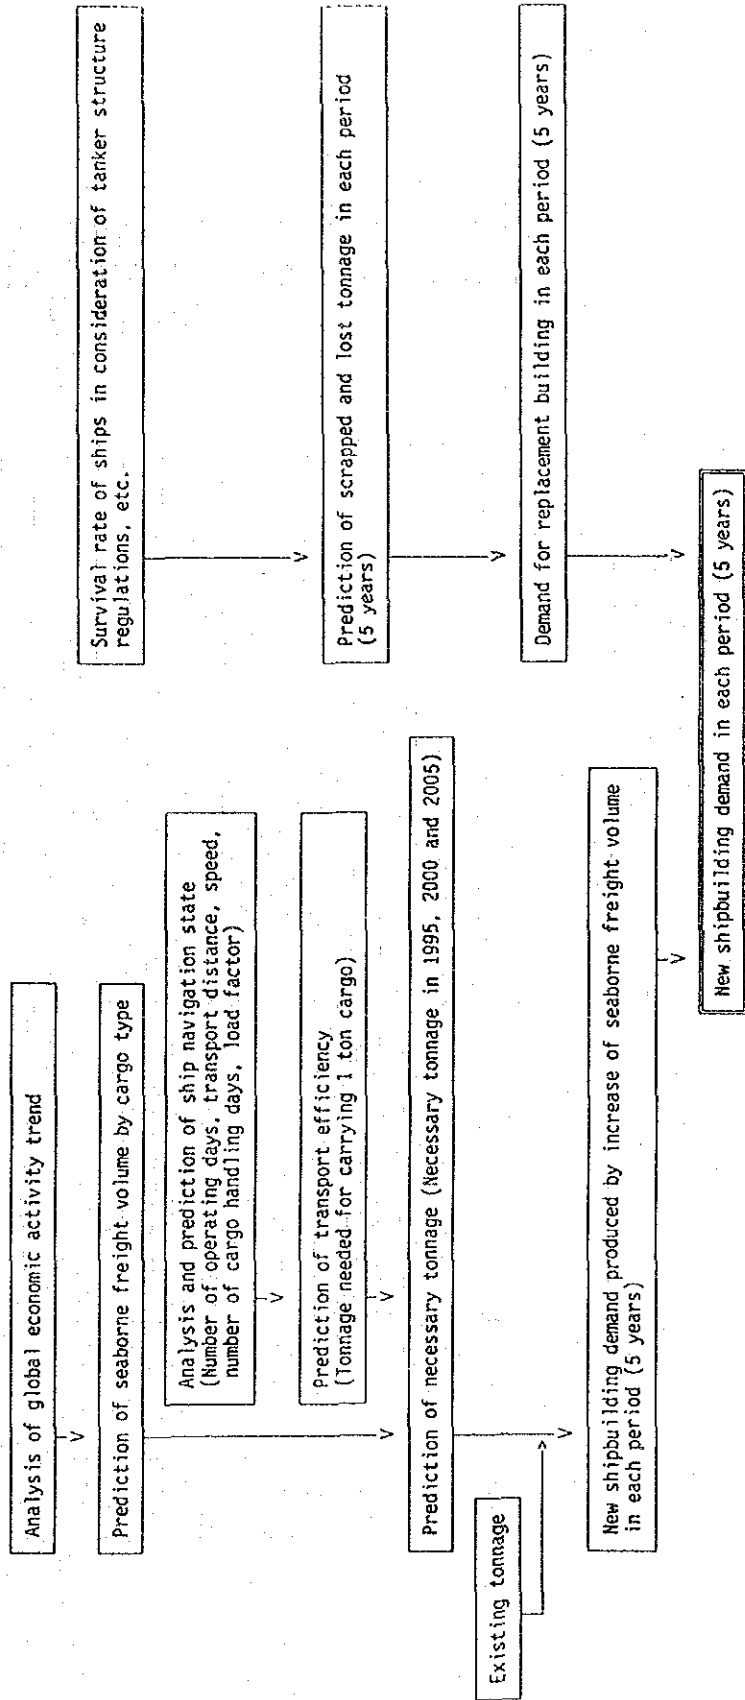 Analysis of global economic activity trend
Prediction of seaborne freight volume by cargo type
Analysis and prediction of ship navigation state
(Number of operating days, transport distance, speed,
number of cargo handling days, load factor)
Prediction of transport efficiency
(Tonnage needed for carrying 1 ton cargo)
Prediction of necessary tonnage (Necessary tonnage in 1995, 2000 and 2005)
Existing tonnage
New shipbuilding demand produced by increase of seaborne freight volume
in each period (5 years)
Survival rate of ships in consideration of tanker structure
regulations, etc.
Prediction of scrapped and lost tonnage in each period
(5 years)
Demand for replacement building in each period (5 years)
New shipbuilding demand in each period (5 years)